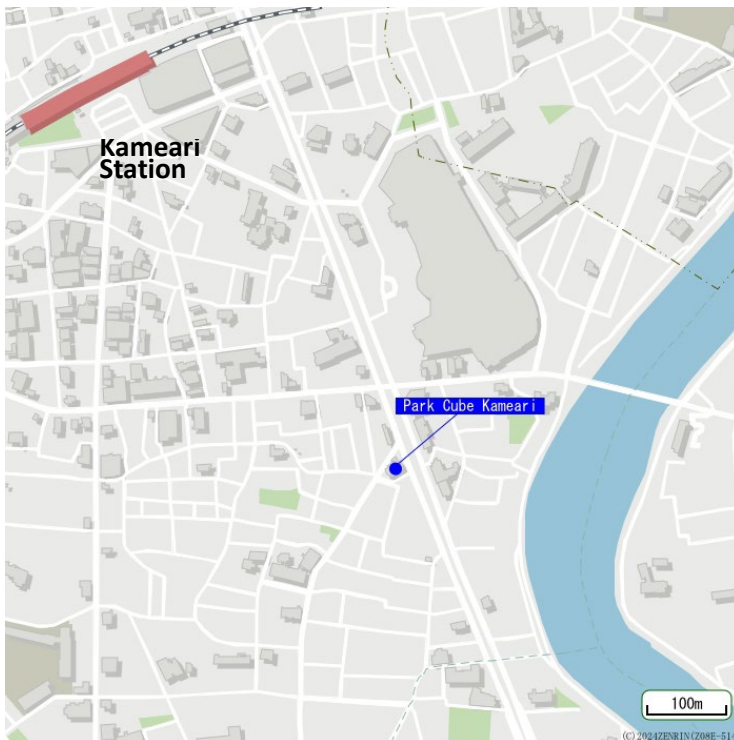 Kameari
Station
Park Cube Kameari
100m
(C) 2024ZENRIN(Z08E-51-